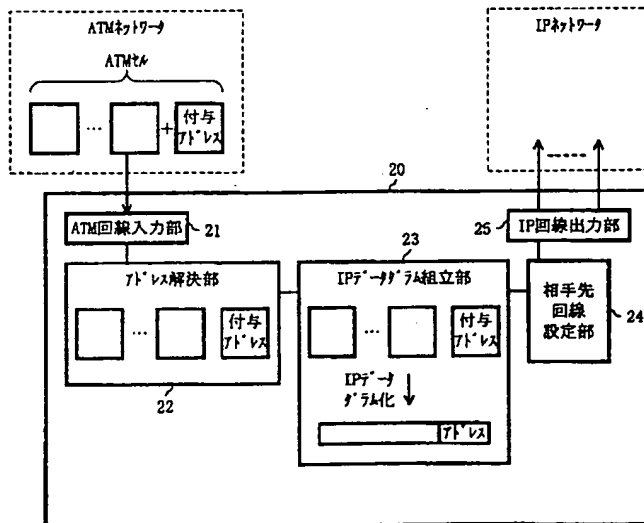 ATMネットワータ
ATMセル
… + 付与
アドレス
IPネットワータ
20
ATM回線入力部
21
25
IP回線出力部
アドレス解決部
… 付与
アドレス
22
23
IPデータダラム組立部
… 付与
アドレス
IPデータ
ダラム化
アドレス
相手先
回線
設定部
24